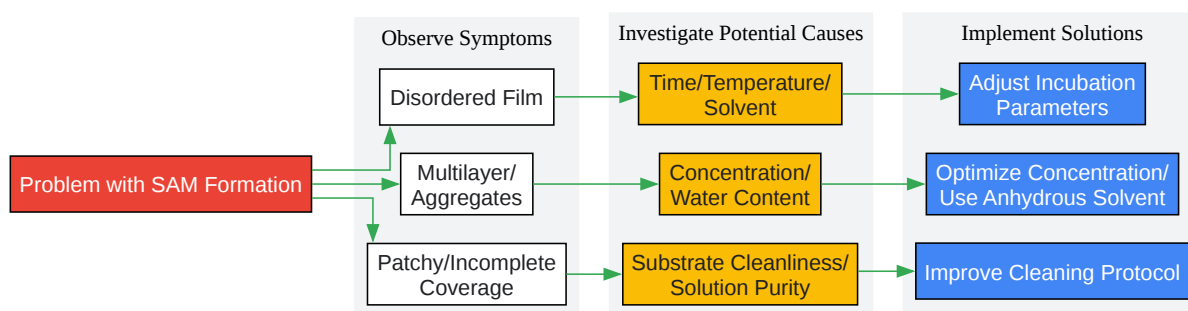 Observe Symptoms
Investigate Potential Causes
Implement Solutions
Disordered Film
Time/Temperature/
Solvent
Adjust Incubation
Parameters
Problem with SAM Formation
Multilayer/
Aggregates
Concentration/
Water Content
Optimize Concentration/
Use Anhydrous Solvent
Patchy/Incomplete
Coverage
Substrate Cleanliness/
Solution Purity
Improve Cleaning Protocol